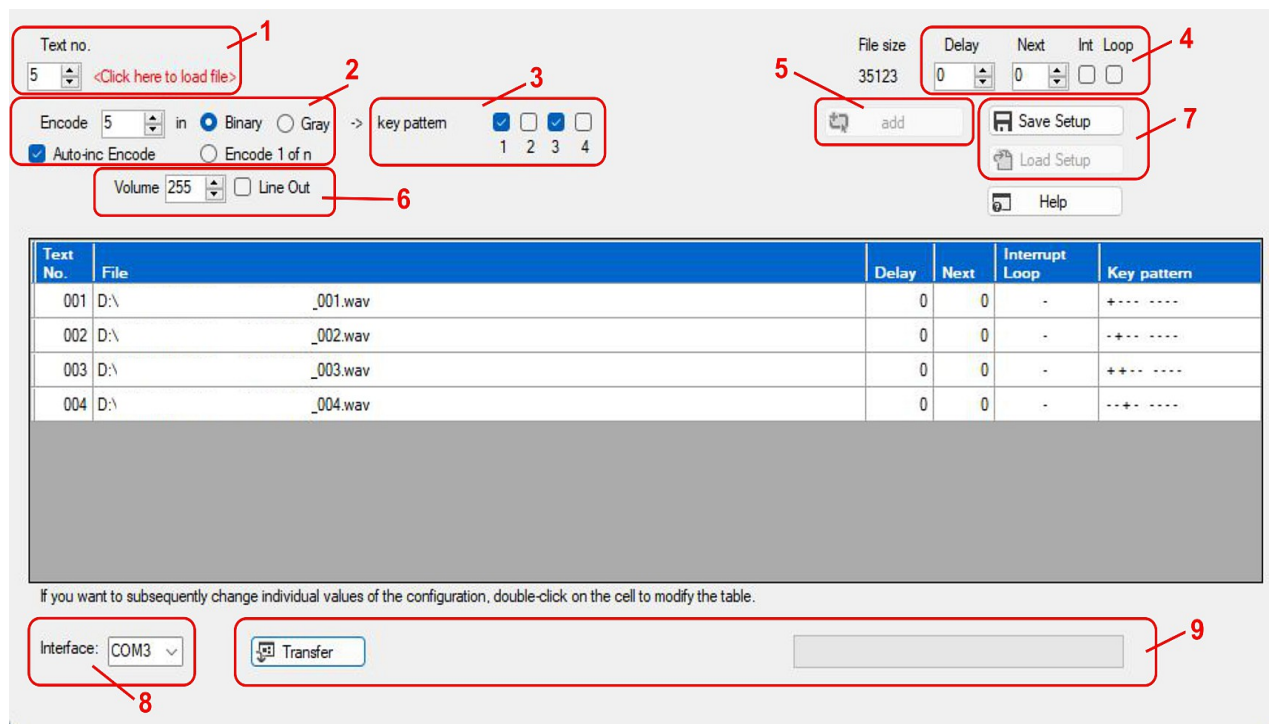 1
Text no.
5 <Click here to load file>
File size Delay Next Int Loop
35123 0 0
4
2
3
5
Encode 5 in Binary Gray -> key pattern
1 2 3 4
Auto-inc Encode Encode 1 of n
add
Save Setup
Load Setup
7
Volume 255 Line Out
6
Help
Text No. File Delay Next Interrupt Loop Key pattern
001 D:\ _001.wav 0 0 - +--- ----
002 D:\ _002.wav 0 0 - -+-- ----
003 D:\ _003.wav 0 0 - ++-- ----
004 D:\ _004.wav 0 0 - --+- ----
If you want to subsequently change individual values of the configuration, double-click on the cell to modify the table.
Interface: COM3
Transfer
9
8